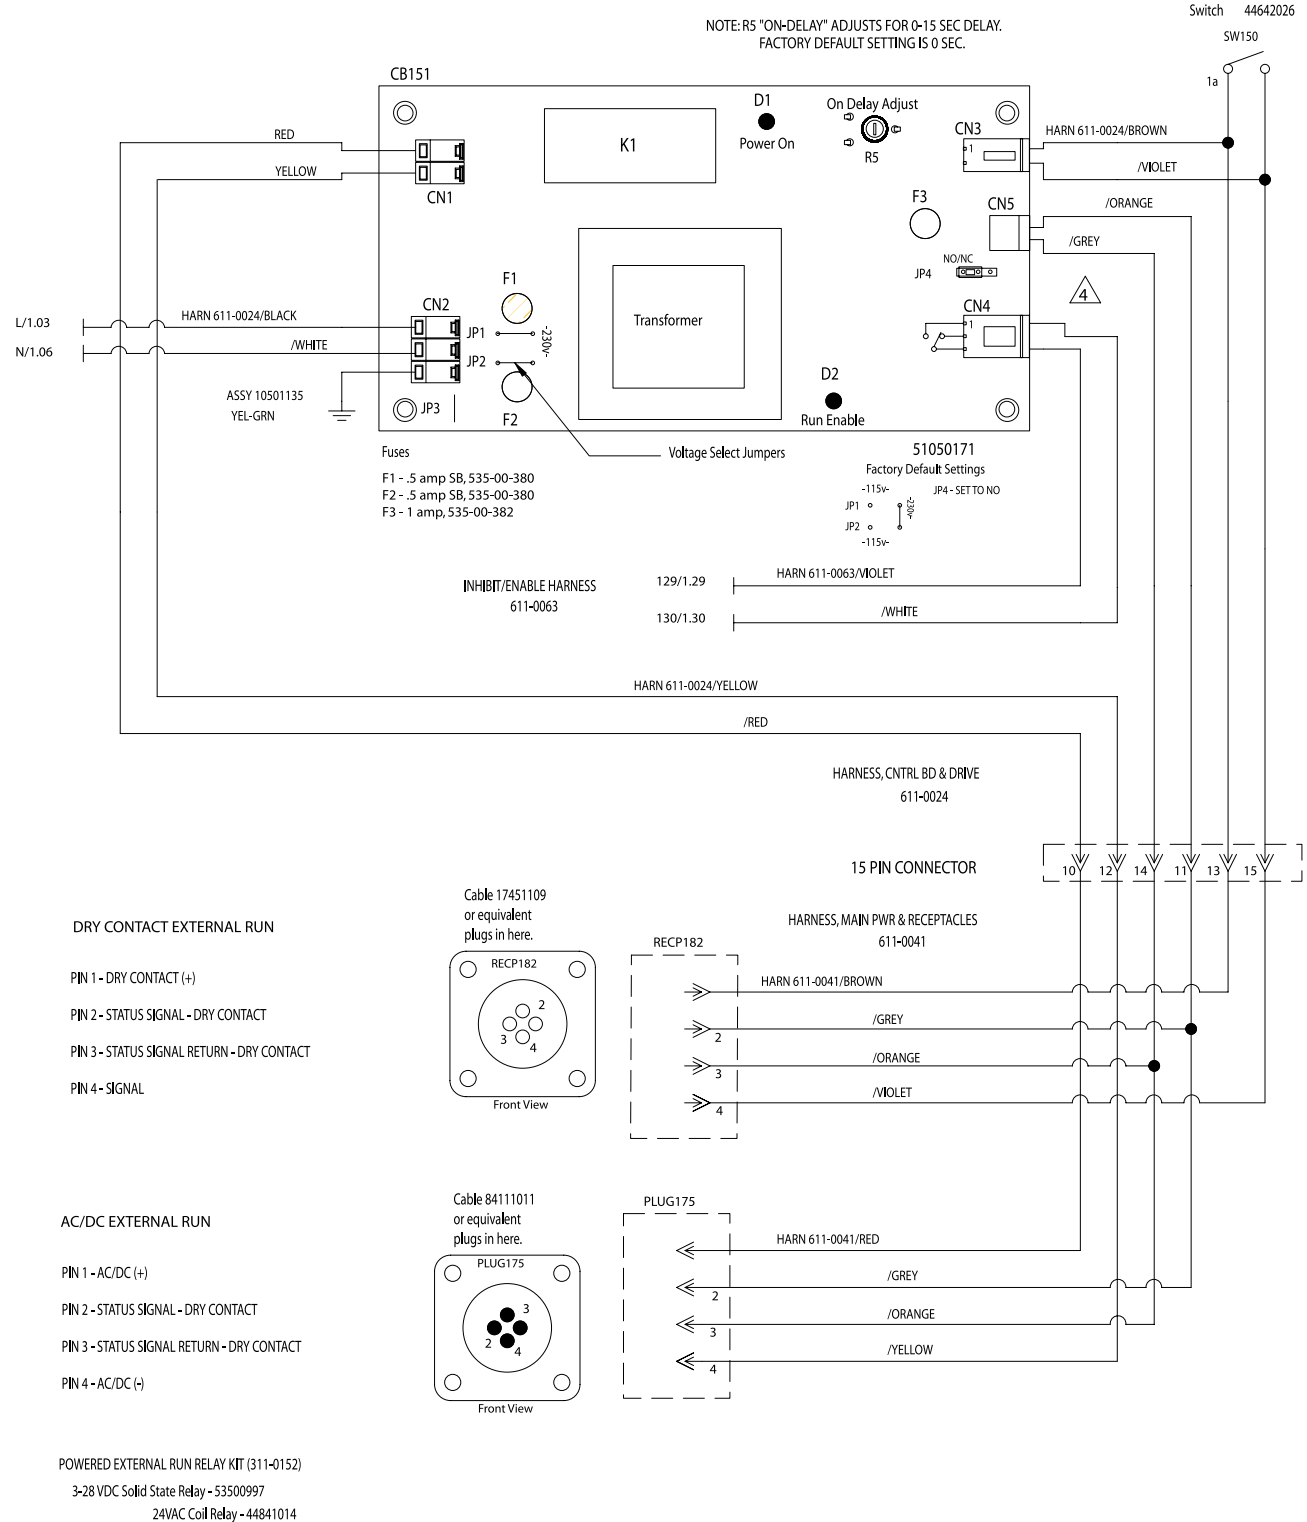 Switch 44642026
NOTE: R5 "ON-DELAY" ADJUSTS FOR 0-15 SEC DELAY.
FACTORY DEFAULT SETTING IS 0 SEC.
SW150
1a
CB151
D1
Power On
On Delay Adjust
R5
K1
CN3
1
HARN 611-0024/BROWN
/VIOLET
RED
YELLOW
CN1
F3
CN5
/ORANGE
/GREY
NO/NC
JP4
4
F1
CN2
CN4
1
L/1.03
HARN 611-0024/BLACK
JP1
-230v-
Transformer
N/1.06
/WHITE
JP2
D2
Run Enable
ASSY 10501135
YEL-GRN
JP3
F2
Fuses
F1 - .5 amp SB, 535-00-380
F2 - .5 amp SB, 535-00-380
F3 - 1 amp, 535-00-382
Voltage Select Jumpers
51050171
Factory Default Settings
-115v-
JP4 - SET TO NO
JP1
-230v-
JP2
-115v-
INHIBIT/ENABLE HARNESS
611-0063
129/1.29
HARN 611-0063/VIOLET
130/1.30
/WHITE
HARN 611-0024/YELLOW
/RED
HARNESS, CNTRL BD & DRIVE
611-0024
15 PIN CONNECTOR
10
12
14
11
13
15
HARNESS, MAIN PWR & RECEPTACLES
611-0041
DRY CONTACT EXTERNAL RUN
PIN 1 - DRY CONTACT (+)
PIN 2 - STATUS SIGNAL - DRY CONTACT
PIN 3 - STATUS SIGNAL RETURN - DRY CONTACT
PIN 4 - SIGNAL
Cable 17451109
or equivalent
plugs in here.
RECP182
2
3
4
Front View
RECP182
HARN 611-0041/BROWN
/GREY
2
/ORANGE
3
/VIOLET
4
AC/DC EXTERNAL RUN
PIN 1 - AC/DC (+)
PIN 2 - STATUS SIGNAL - DRY CONTACT
PIN 3 - STATUS SIGNAL RETURN - DRY CONTACT
PIN 4 - AC/DC (-)
Cable 84111011
or equivalent
plugs in here.
PLUG175
3
2
4
Front View
PLUG175
HARN 611-0041/RED
/GREY
2
/ORANGE
3
/YELLOW
4
POWERED EXTERNAL RUN RELAY KIT (311-0152)
3-28 VDC Solid State Relay - 53500997
24VAC Coil Relay - 44841014